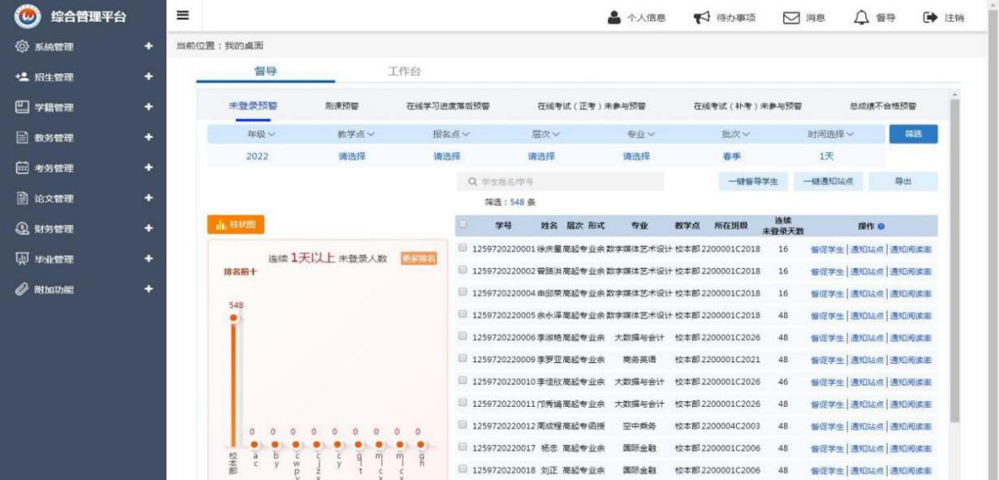 综合管理平台
个人信息 待办事项 消息 督导 注销
系统管理 +
招生管理 +
学籍管理 +
教务管理 +
考务管理 +
论文管理 +
财务管理 +
毕业管理 +
附加功能 +
当前位置：我的桌面
督导 工作台
未登录预警 刷课预警 在线学习进度落后预警 在线考试（正考）未参与预警 在线考试（补考）未参与预警 总成绩不合格预警
年级 教学点 报名点 层次 专业 批次 时间选择 筛选
2022 请选择 请选择 请选择 请选择 春季 1天
学生姓名/学号 一键督导学生 一键通知站点 导出
筛选：548 条
柱状图
连续 1天以上 未登录人数 更多排名
排名前十
548
0 0 0 0 0 0 0 0 0
校本部 ac by cwpv cjzx cy qlt mlcx mlcx gh
学号 姓名 层次 形式 专业 教学点 所在班级 连续未登录天数 操作
1259720220001 徐庆星 高起专业余 数字媒体艺术设计 校本部 2200001C2018 16 督促学生|通知站点|通知阅读率
1259720220002 曾路洪 高起专业余 数字媒体艺术设计 校本部 2200001C2018 16 督促学生|通知站点|通知阅读率
1259720220004 申邱荣 高起专业余 数字媒体艺术设计 校本部 2200001C2018 16 督促学生|通知站点|通知阅读率
1259720220005 余永泽 高起专业余 数字媒体艺术设计 校本部 2200001C2018 48 督促学生|通知站点|通知阅读率
1259720220006 李淑艳 高起专业余 大数据与会计 校本部 2200001C2026 48 督促学生|通知站点|通知阅读率
1259720220009 李罗亚 高起专业余 商务英语 校本部 2200001C2021 48 督促学生|通知站点|通知阅读率
1259720220010 李佳欣 高起专业余 大数据与会计 校本部 2200001C2026 46 督促学生|通知站点|通知阅读率
1259720220011 邝秀娟 高起专业余 大数据与会计 校本部 2200001C2026 48 督促学生|通知站点|通知阅读率
1259720220012 周成程 高起专函授 空中乘务 校本部 2200004C2003 48 督促学生|通知站点|通知阅读率
1259720220017 杨忠 高起专业余 国际金融 校本部 2200001C2006 48 督促学生|通知站点|通知阅读率
1259720220018 刘正 高起专业余 国际金融 校本部 2200001C2006 48 督促学生|通知站点|通知阅读率